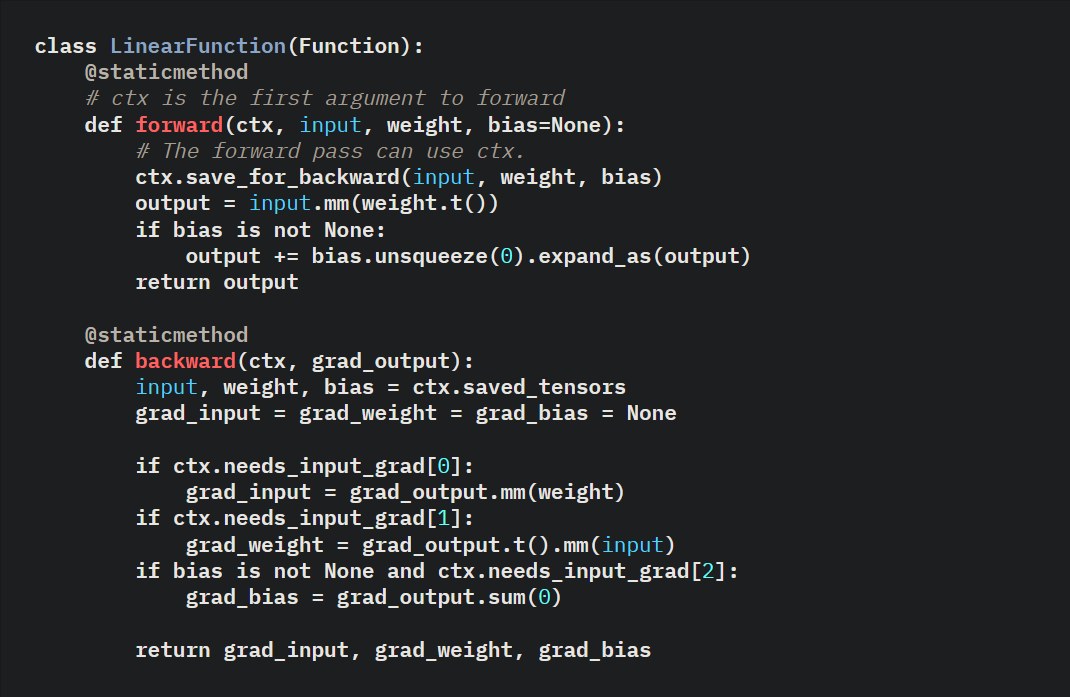 class LinearFunction(Function):
    @staticmethod
    # ctx is the first argument to forward
    def forward(ctx, input, weight, bias=None):
        # The forward pass can use ctx.
        ctx.save_for_backward(input, weight, bias)
        output = input.mm(weight.t())
        if bias is not None:
            output += bias.unsqueeze(0).expand_as(output)
        return output

    @staticmethod
    def backward(ctx, grad_output):
        input, weight, bias = ctx.saved_tensors
        grad_input = grad_weight = grad_bias = None

        if ctx.needs_input_grad[0]:
            grad_input = grad_output.mm(weight)
        if ctx.needs_input_grad[1]:
            grad_weight = grad_output.t().mm(input)
        if bias is not None and ctx.needs_input_grad[2]:
            grad_bias = grad_output.sum(0)

        return grad_input, grad_weight, grad_bias